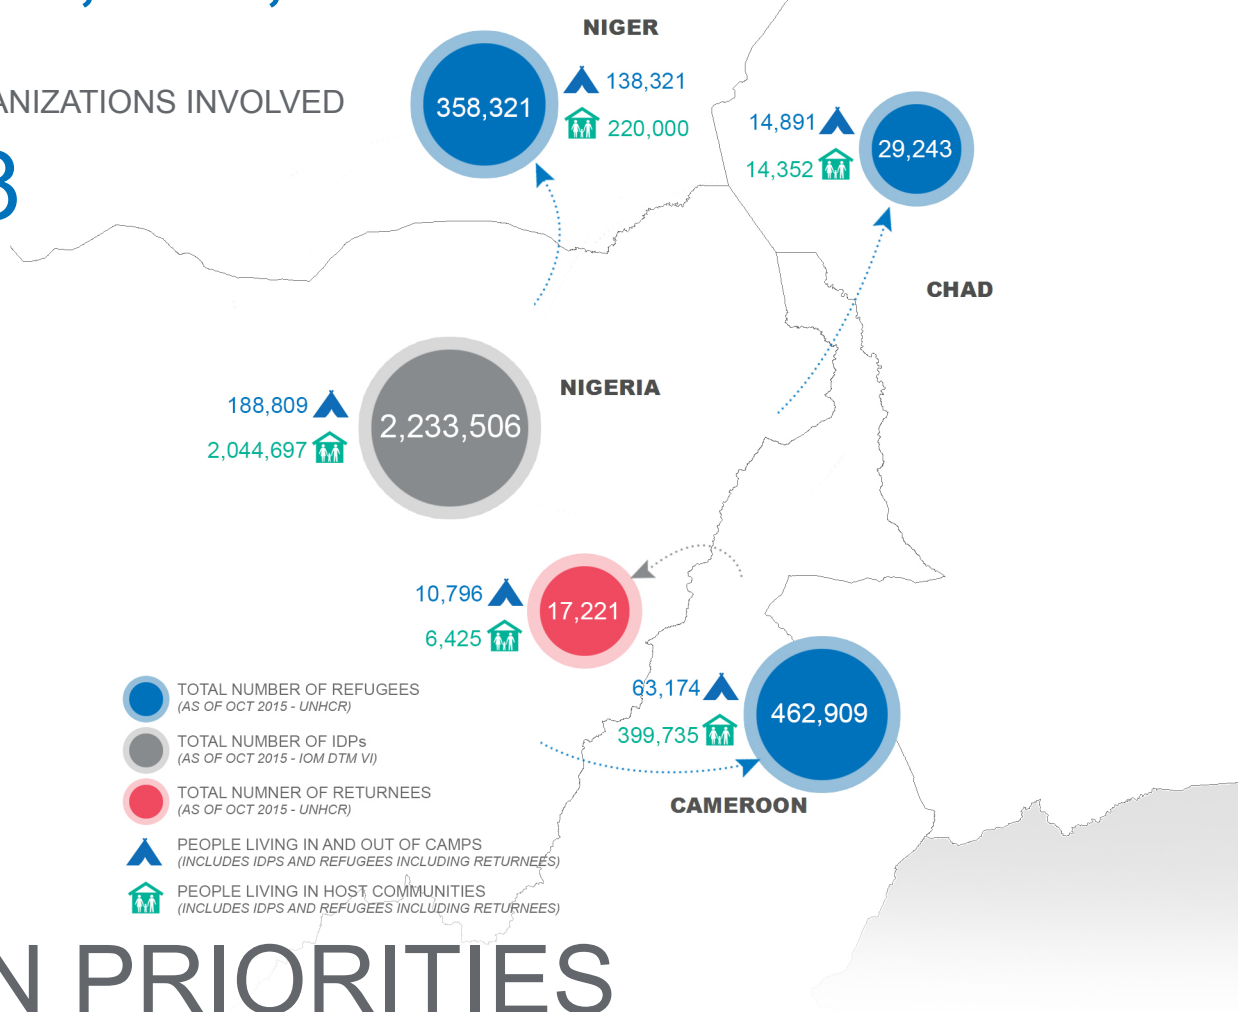 NIGER
358,321
138,321
220,000
ANIZATIONS INVOLVED
14,891
14,352
29,243
CHAD
NIGERIA
188,809
2,044,697
2,233,506
10,796
6,425
17,221
63,174
399,735
462,909
CAMEROON
TOTAL NUMBER OF REFUGEES
(AS OF OCT 2015 - UNHCR)
TOTAL NUMBER OF IDPs
(AS OF OCT 2015 - IOM DTM VI)
TOTAL NUMNER OF RETURNEES
(AS OF OCT 2015 - UNHCR)
PEOPLE LIVING IN AND OUT OF CAMPS
(INCLUDES IDPS AND REFUGEES INCLUDING RETURNEES)
PEOPLE LIVING IN HOST COMMUNITIES
(INCLUDES IDPS AND REFUGEES INCLUDING RETURNEES)
N PRIORITIES